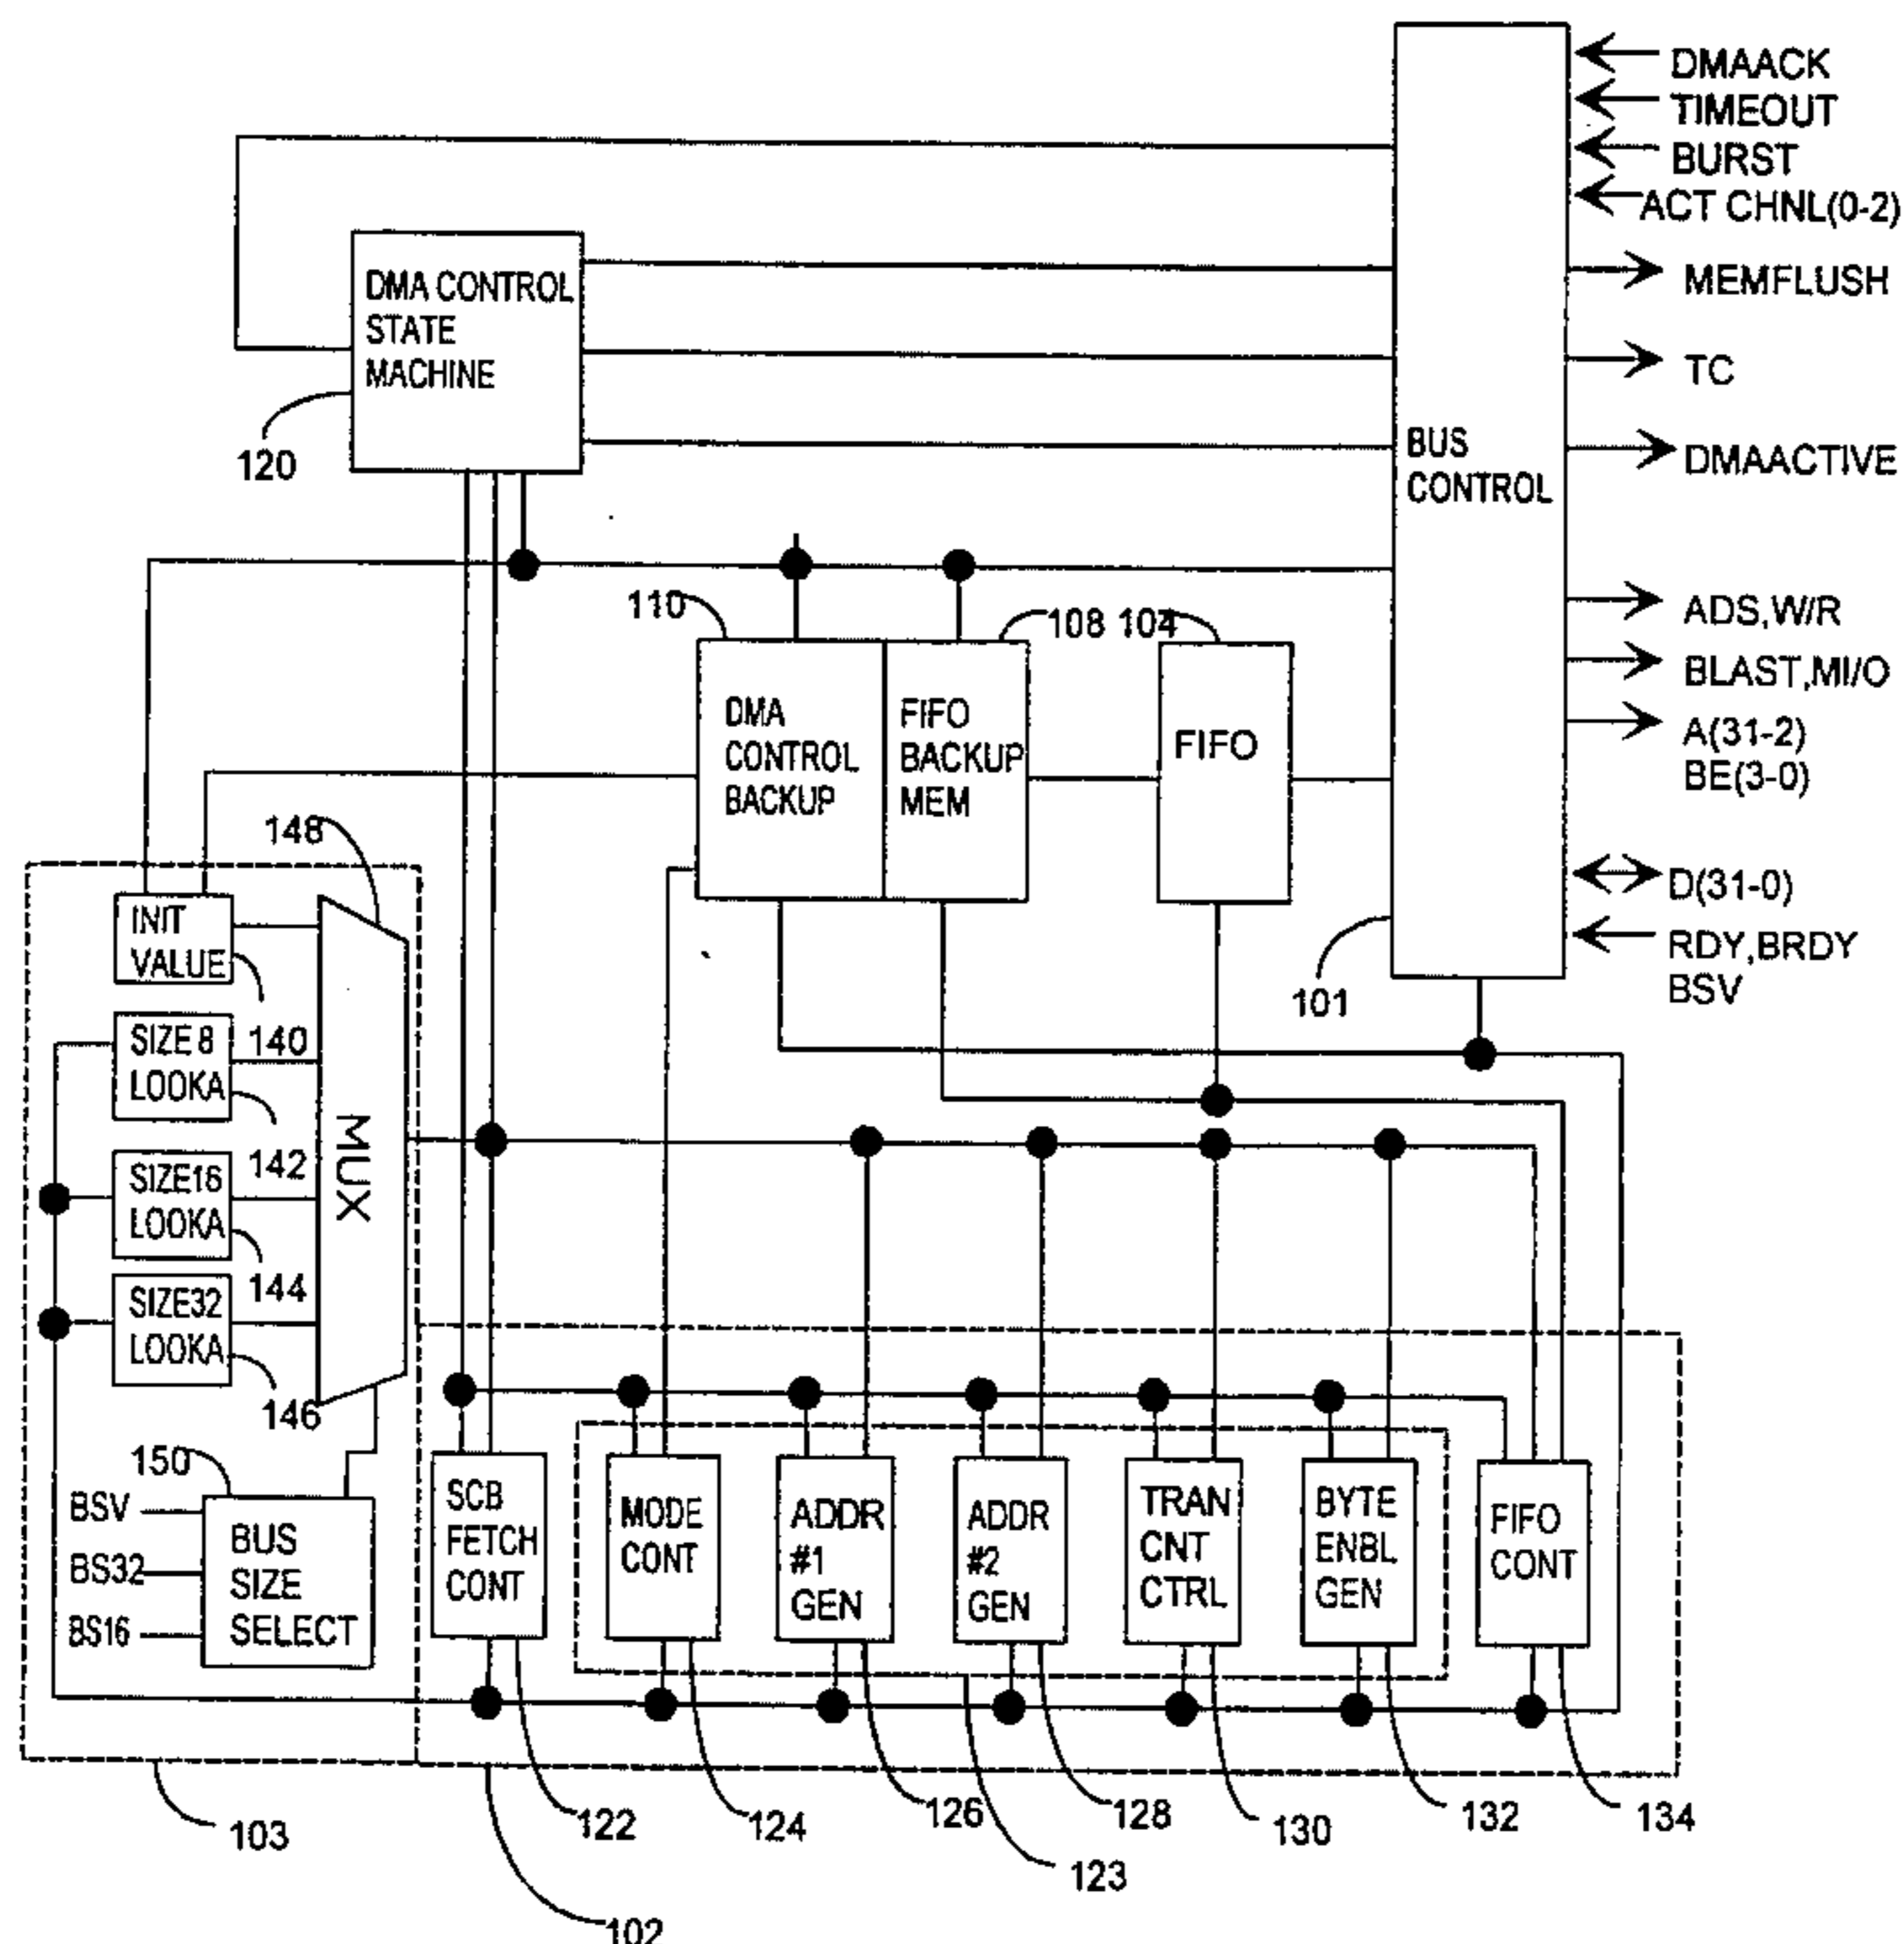 DMAACK
TIMEOUT
BURST
ACT CHNL(0-2)
MEMFLUSH
TC
DMAACTIVE
ADS,W/R
BLAST,MI/O
A(31-2)
BE(3-0)
D(31-0)
RDY,BRDY
BSV
BUS
CONTROL
101
DMA CONTROL
STATE
MACHINE
120
110
108
104
DMA
CONTROL
BACKUP
FIFO
BACKUP
MEM
FIFO
148
INIT
VALUE
140
SIZE 8
LOOKA
142
SIZE16
LOOKA
144
SIZE32
LOOKA
146
MUX
150
BSV
BS32
BS16
BUS
SIZE
SELECT
SCB
FETCH
CONT
MODE
CONT
ADDR
#1
GEN
ADDR
#2
GEN
TRAN
CNT
CTRL
BYTE
ENBL
GEN
FIFO
CONT
103
122
124
126
128
130
132
134
123
102